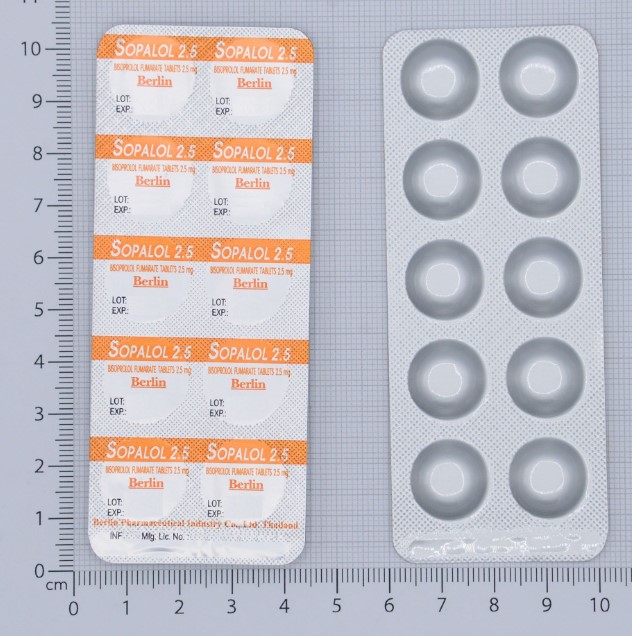 SOPALOL 2.5 SOPALOL 2.5
BISOPROLOL FUMARATE TABLETS 2.5 mg BISOPROLOL FUMARATE TABLETS 2.5 mg
Berlin Berlin
LOT: LOT:
EXP.: EXP.:
SOPALOL 2.5 SOPALOL 2.5
BISOPROLOL FUMARATE TABLETS 2.5 mg BISOPROLOL FUMARATE TABLETS 2.5 mg
Berlin Berlin
LOT: LOT:
EXP.: EXP.:
SOPALOL 2.5 SOPALOL 2.5
BISOPROLOL FUMARATE TABLETS 2.5 mg BISOPROLOL FUMARATE TABLETS 2.5 mg
Berlin Berlin
LOT: LOT:
EXP.: EXP.:
SOPALOL 2.5 SOPALOL 2.5
BISOPROLOL FUMARATE TABLETS 2.5 mg BISOPROLOL FUMARATE TABLETS 2.5 mg
Berlin Berlin
LOT: LOT:
EXP.: EXP.:
SOPALOL 2.5 SOPALOL 2.5
BISOPROLOL FUMARATE TABLETS 2.5 mg BISOPROLOL FUMARATE TABLETS 2.5 mg
Berlin Berlin
LOT: LOT:
EXP.: EXP.:
Berlin Pharmaceutical Industry Co., Ltd. Thailand
INF.: Mfg. Lic. No. :
10
9
8
7
6
5
4
3
2
1
0
cm
0 1 2 3 4 5 6 7 8 9 10